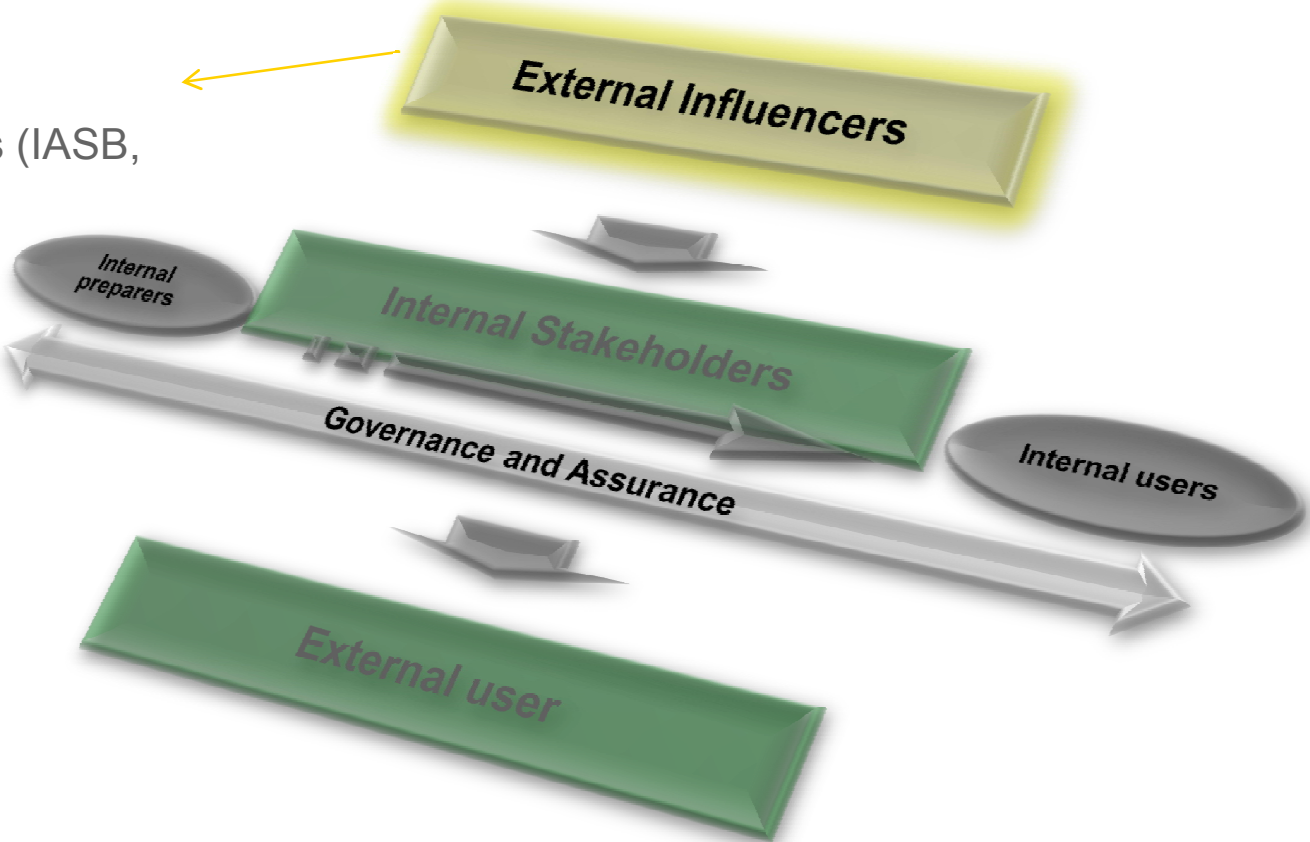 External Influencers
s (IASB,
Internal
preparers
Internal Stakeholders
Governance and Assurance
Internal users
External user